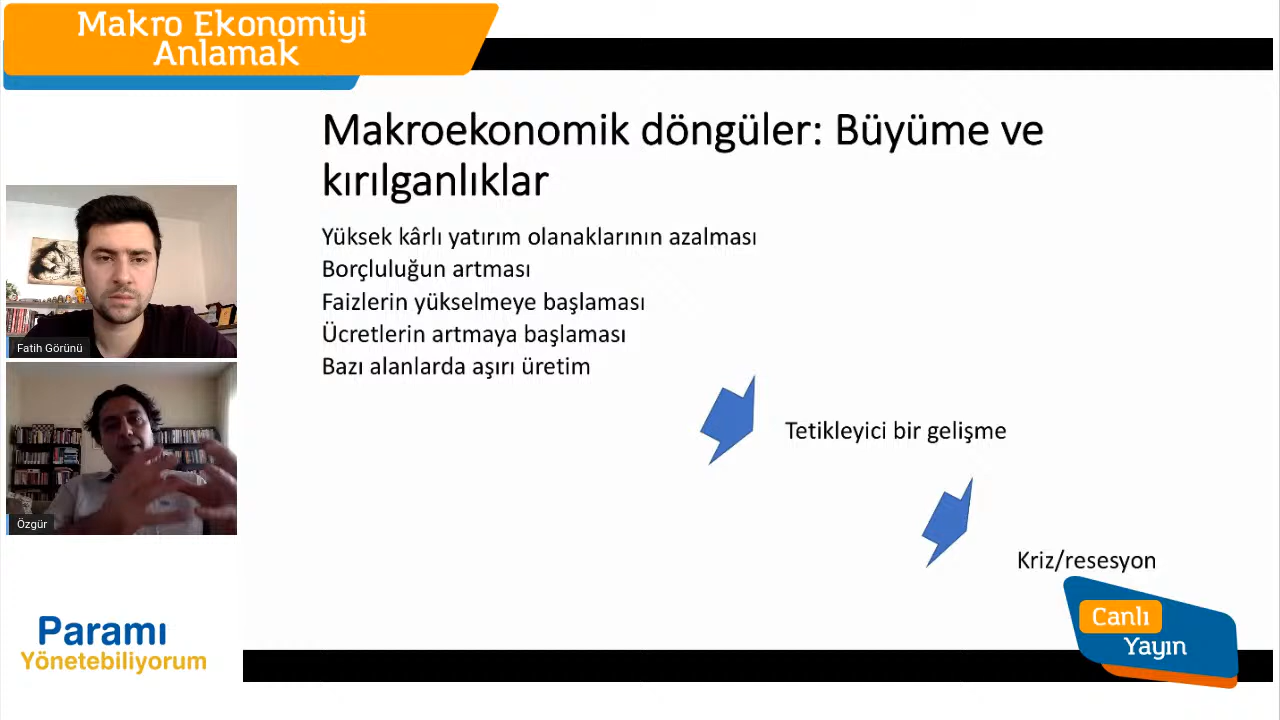 Makro Ekonomiyi
Anlamak
Makroekonomik döngüler: Büyüme ve
kırılganlıklar
Yüksek kârlı yatırım olanaklarının azalması
Borçluluğun artması
Faizlerin yükselmeye başlaması
Ücretlerin artmaya başlaması
Bazı alanlarda aşırı üretim
Tetikleyici bir gelişme
Kriz/resesyon
Fatih Görünü
Özgür
Paramı
Yönetebiliyorum
Canlı
Yayın